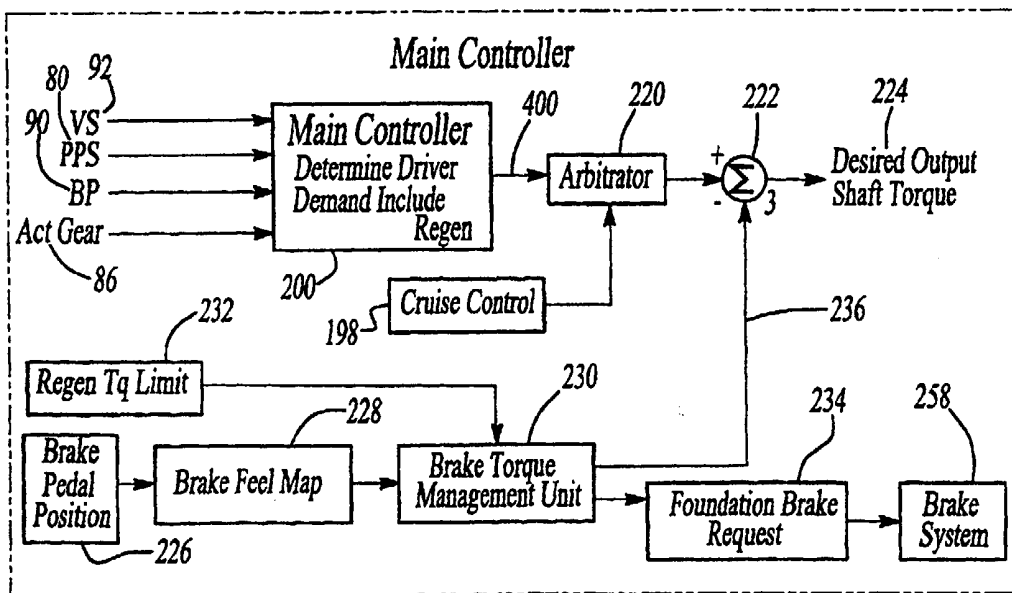 Main Controller
92
80
90 VS
PPS
BP
Act Gear
86
Main Controller
Determine Driver
Demand Include
Regen
200
400
220
Arbitrator
222
+
Σ
-
3
224
Desired Output
Shaft Torque
Cruise Control
198
236
232
Regen Tq Limit
228
230
234
258
Brake
Pedal
Position
226
Brake Feel Map
Brake Torque
Management Unit
Foundation Brake
Request
Brake
System